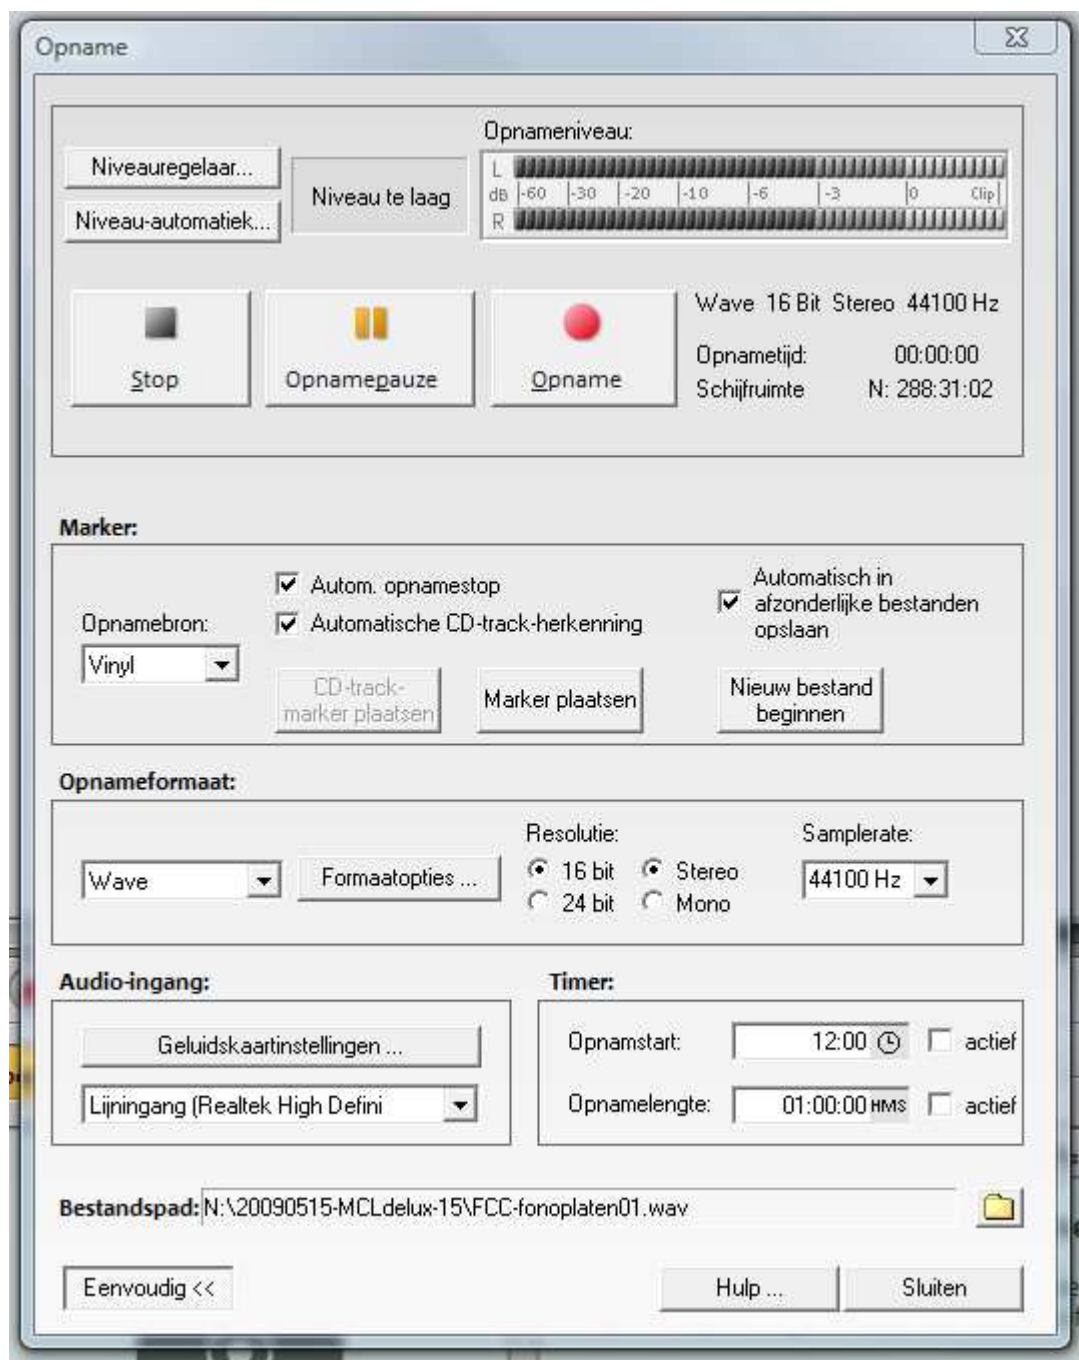 Opname
Opnameniveau:
Niveauregelaar...
Niveau te laag
L
dB -60 -30 -20 -10 -6 -3 0 Clip
R
Niveau-automatiek...
Stop
Opnamepauze
Opname
Wave 16 Bit Stereo 44100 Hz
Opnametijd: 00:00:00
Schijfruimte N: 288:31:02
Marker:
Opnamebron:
Vinyl
Autom. opnamestop
Automatische CD-track-herkenning
Automatisch in
afzonderlijke bestanden
opslaan
CD-track-
marker plaatsen
Marker plaatsen
Nieuw bestand
beginnen
Opnameformaat:
Wave
Formaatopties ...
Resolutie:
16 bit
Stereo
24 bit
Mono
Samplerate:
44100 Hz
Audio-ingang:
Geluidskaartinstellingen ...
Lijningang (Realtek High Defini
Timer:
Opnamstart: 12:00 actief
Opnamelengte: 01:00:00 HMS actief
Bestandspad: N:\20090515-MCLdelux-15\FCC-fonoplaten01.wav
Eenvoudig <<
Hulp ...
Sluiten